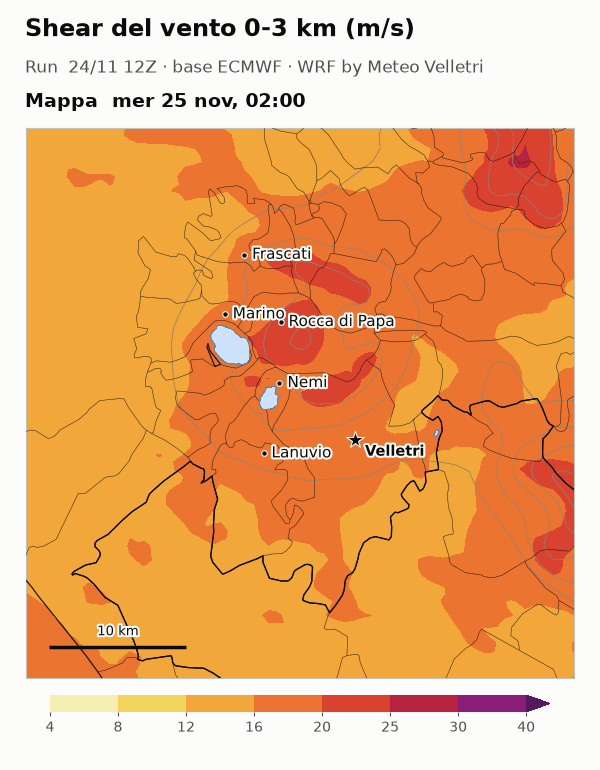 Shear del vento 0-3 km (m/s)
Run  24/11 12Z · base ECMWF · WRF by Meteo Velletri
Mappa  mer 25 nov, 02:00
Frascati
Marino
Rocca di Papa
Nemi
Velletri
Lanuvio
10 km
4 8 12 16 20 25 30 40